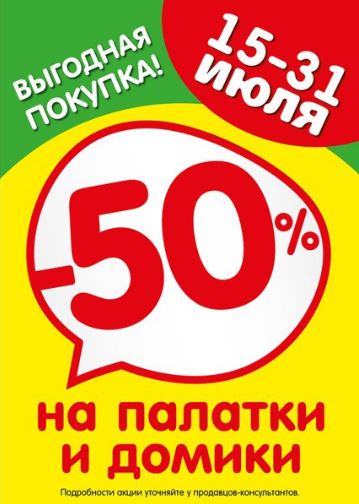 ВЫГОДНАЯ
ПОКУПКА!
15-31
ИЮЛЯ
-50%
на палатки
и домики
Подробности акции уточняйте у продавцов-консультантов.